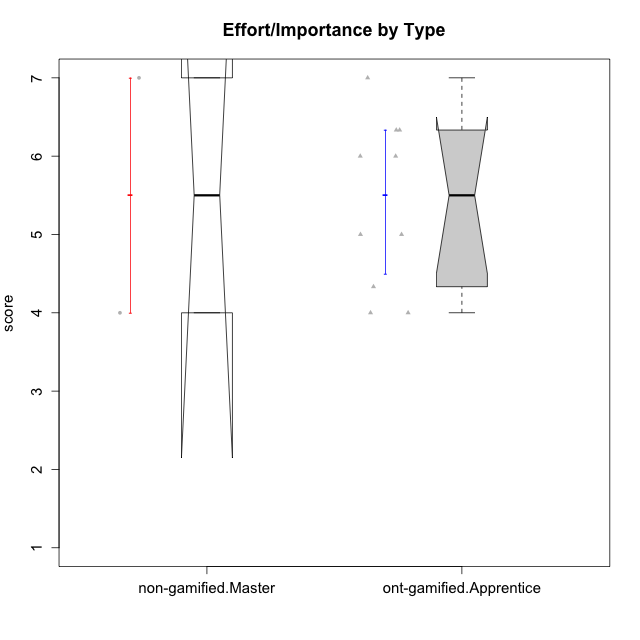 Effort/Importance by Type
score
7
6
5
4
3
2
1
non-gamified.Master
ont-gamified.Apprentice